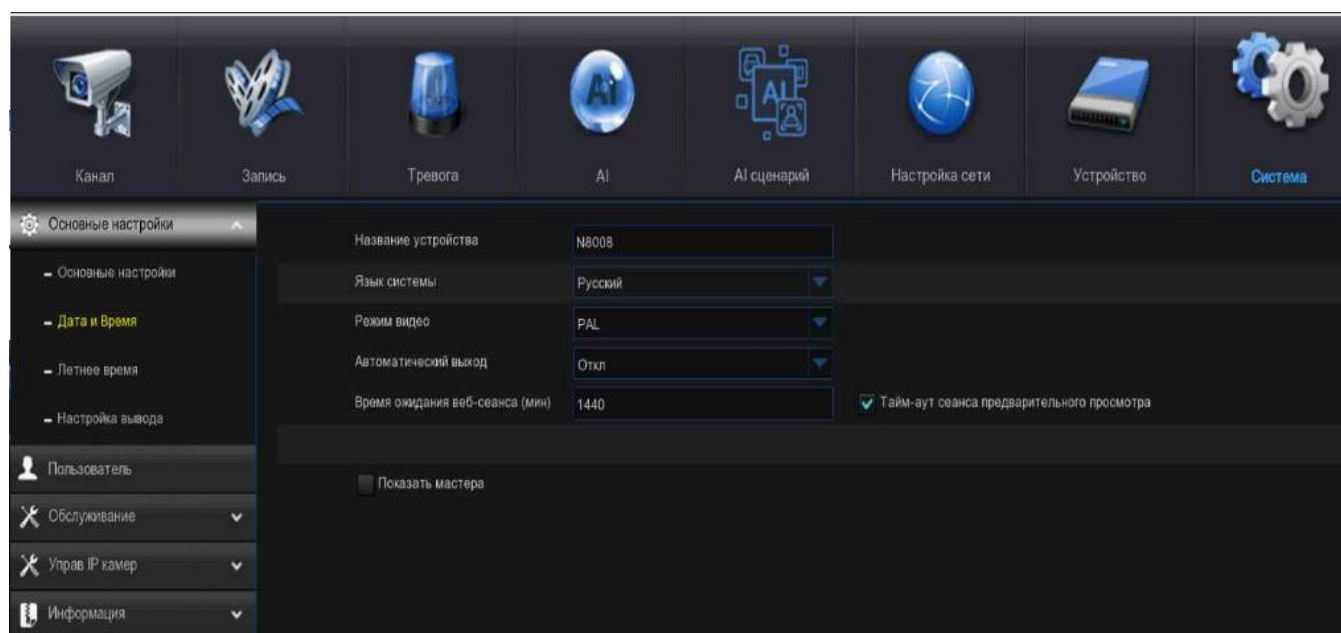 Канал Запись Тревога AI AI сценарий Настройка сети Устройство Система
Основные настройки
Основные настройки
Дата и Время
Летнее время
Настройка вывода
Пользователь
Обслуживание
Управ IP камер
Информация
Название устройства N8008
Язык системы Русский
Режим видео PAL
Автоматический выход Откл
Время ожидания веб-сеанса (мин) 1440 Тайм-аут сеанса предварительного просмотра
Показать мастера